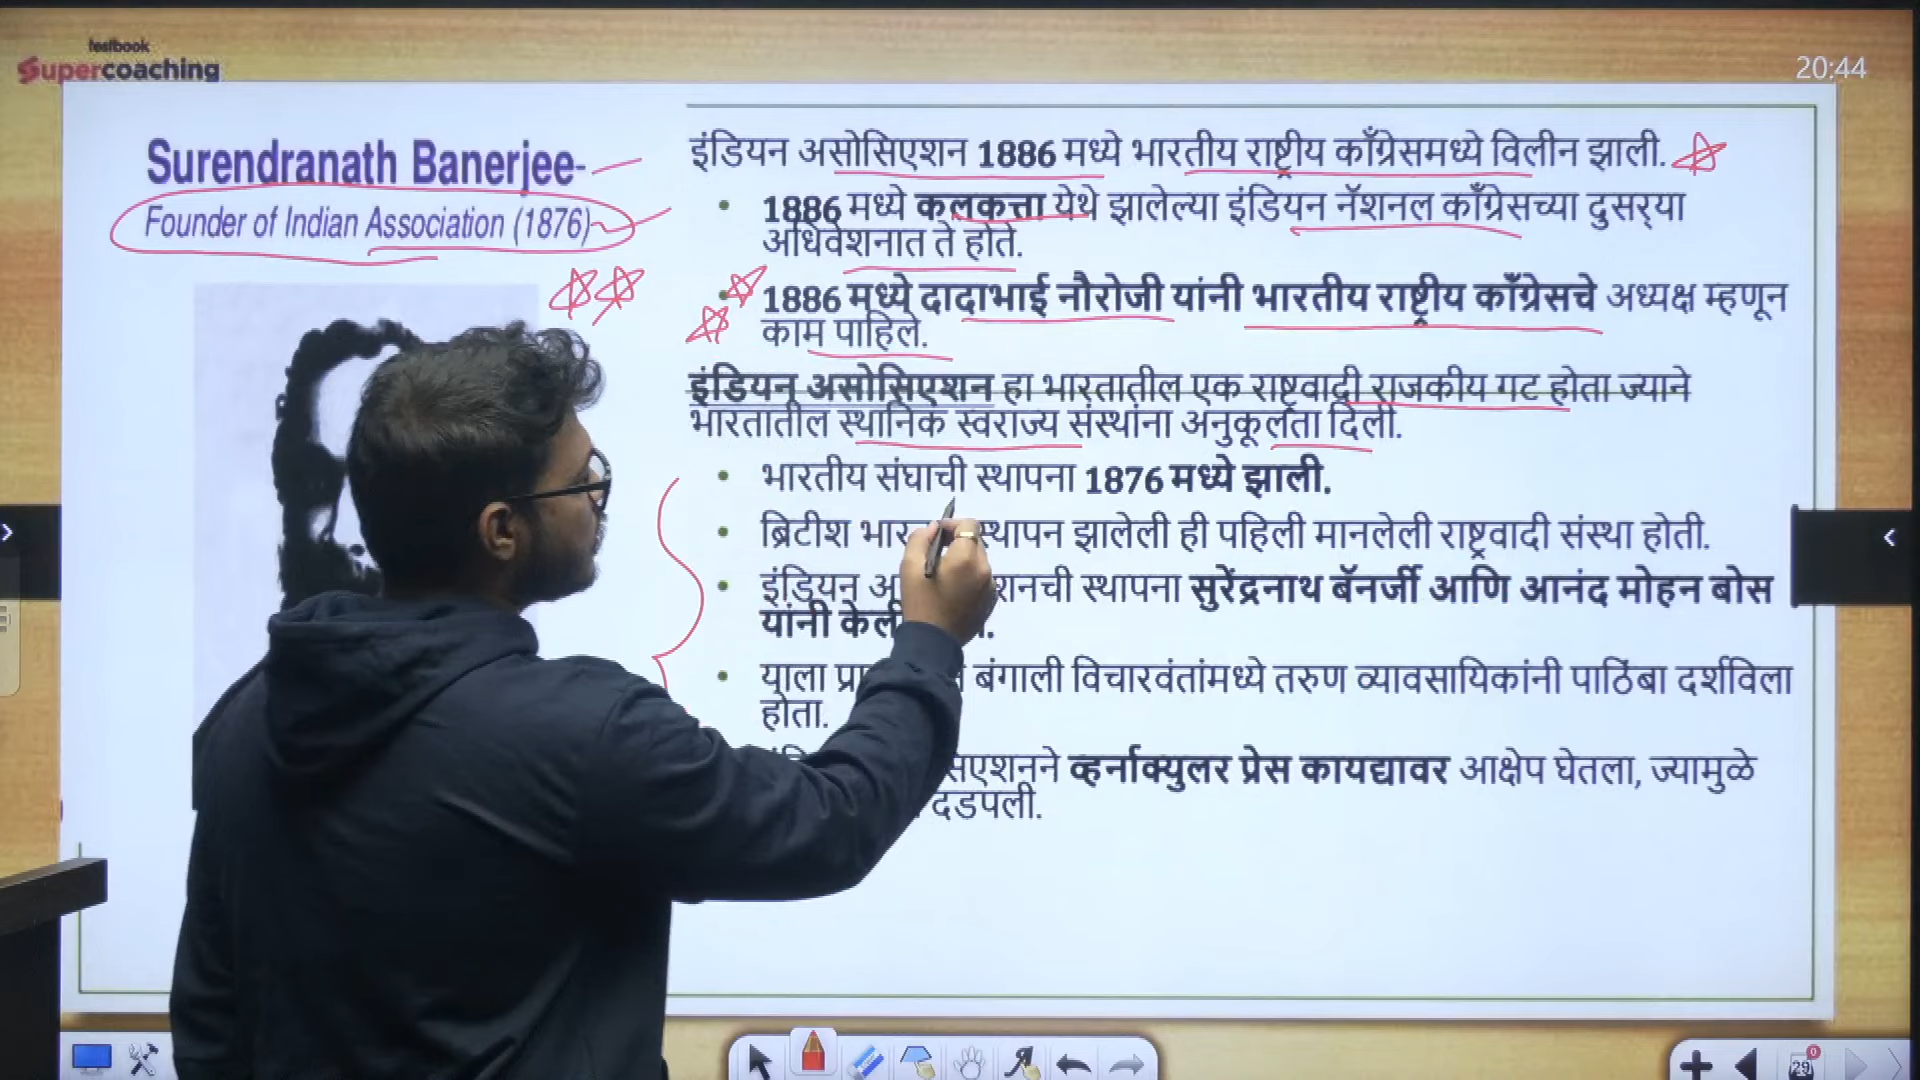 testbook
Supercoaching
20:44
Surendranath Banerjee-
Founder of Indian Association (1876)
इंडियन असोसिएशन 1886 मध्ये भारतीय राष्ट्रीय काँग्रेसमध्ये विलीन झाली.
• 1886 मध्ये कलकत्ता येथे झालेल्या इंडियन नॅशनल काँग्रेसच्या दुसऱ्या
अधिवेशनात ते होते.
• 1886 मध्ये दादाभाई नौरोजी यांनी भारतीय राष्ट्रीय काँग्रेसचे अध्यक्ष म्हणून
काम पाहिले.
इंडियन असोसिएशन हा भारतातील एक राष्ट्रवादी राजकीय गट होता ज्याने
भारतातील स्थानिक स्वराज्य संस्थांना अनुकूलता दिली.
• भारतीय संघाची स्थापना 1876 मध्ये झाली.
• ब्रिटीश स्थापन झालेली ही पहिली मानलेली राष्ट्रवादी संस्था होती.
• इंडियन स्थापना सुरेंद्रनाथ बॅनर्जी आणि आनंद मोहन बोस
यांनी
• याला बंगाली विचारवंतांमध्ये तरुण व्यावसायिकांनी पाठिंबा दर्शविला
होता.
व्हर्नाक्युलर प्रेस कायद्यावर आक्षेप घेतला, ज्यामुळे
दडपली.